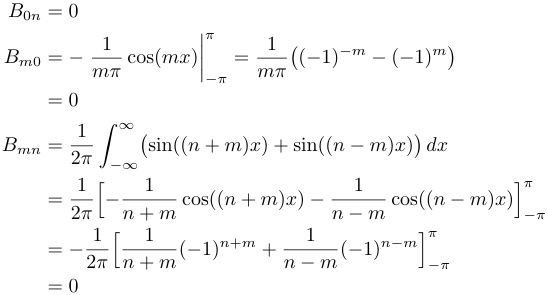 B_{0n} = 0
B_{m0} = - \frac{1}{m\pi} \cos(mx) \Big|_{-\pi}^{\pi} = \frac{1}{m\pi} \big( (-1)^{-m} - (-1)^{m} \big)
= 0
B_{mn} = \frac{1}{2\pi} \int_{-\infty}^{\infty} \big( \sin((n+m)x) + \sin((n-m)x) \big) \, dx
= \frac{1}{2\pi} \Big[ -\frac{1}{n+m} \cos((n+m)x) - \frac{1}{n-m} \cos((n-m)x) \Big]_{-\pi}^{\pi}
= -\frac{1}{2\pi} \Big[ \frac{1}{n+m} (-1)^{n+m} + \frac{1}{n-m} (-1)^{n-m} \Big]_{-\pi}^{\pi}
= 0